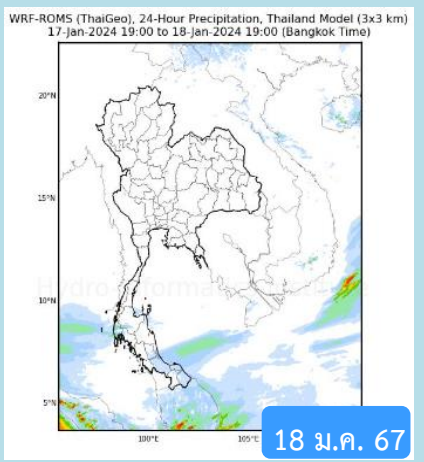 WRF-ROMS (ThaiGeo), 24-Hour Precipitation, Thailand Model (3x3 km)
17-Jan-2024 19:00 to 18-Jan-2024 19:00 (Bangkok Time)
20°N
15°N
10°N
5°N
100°E
105°E
18 ม.ค. 67